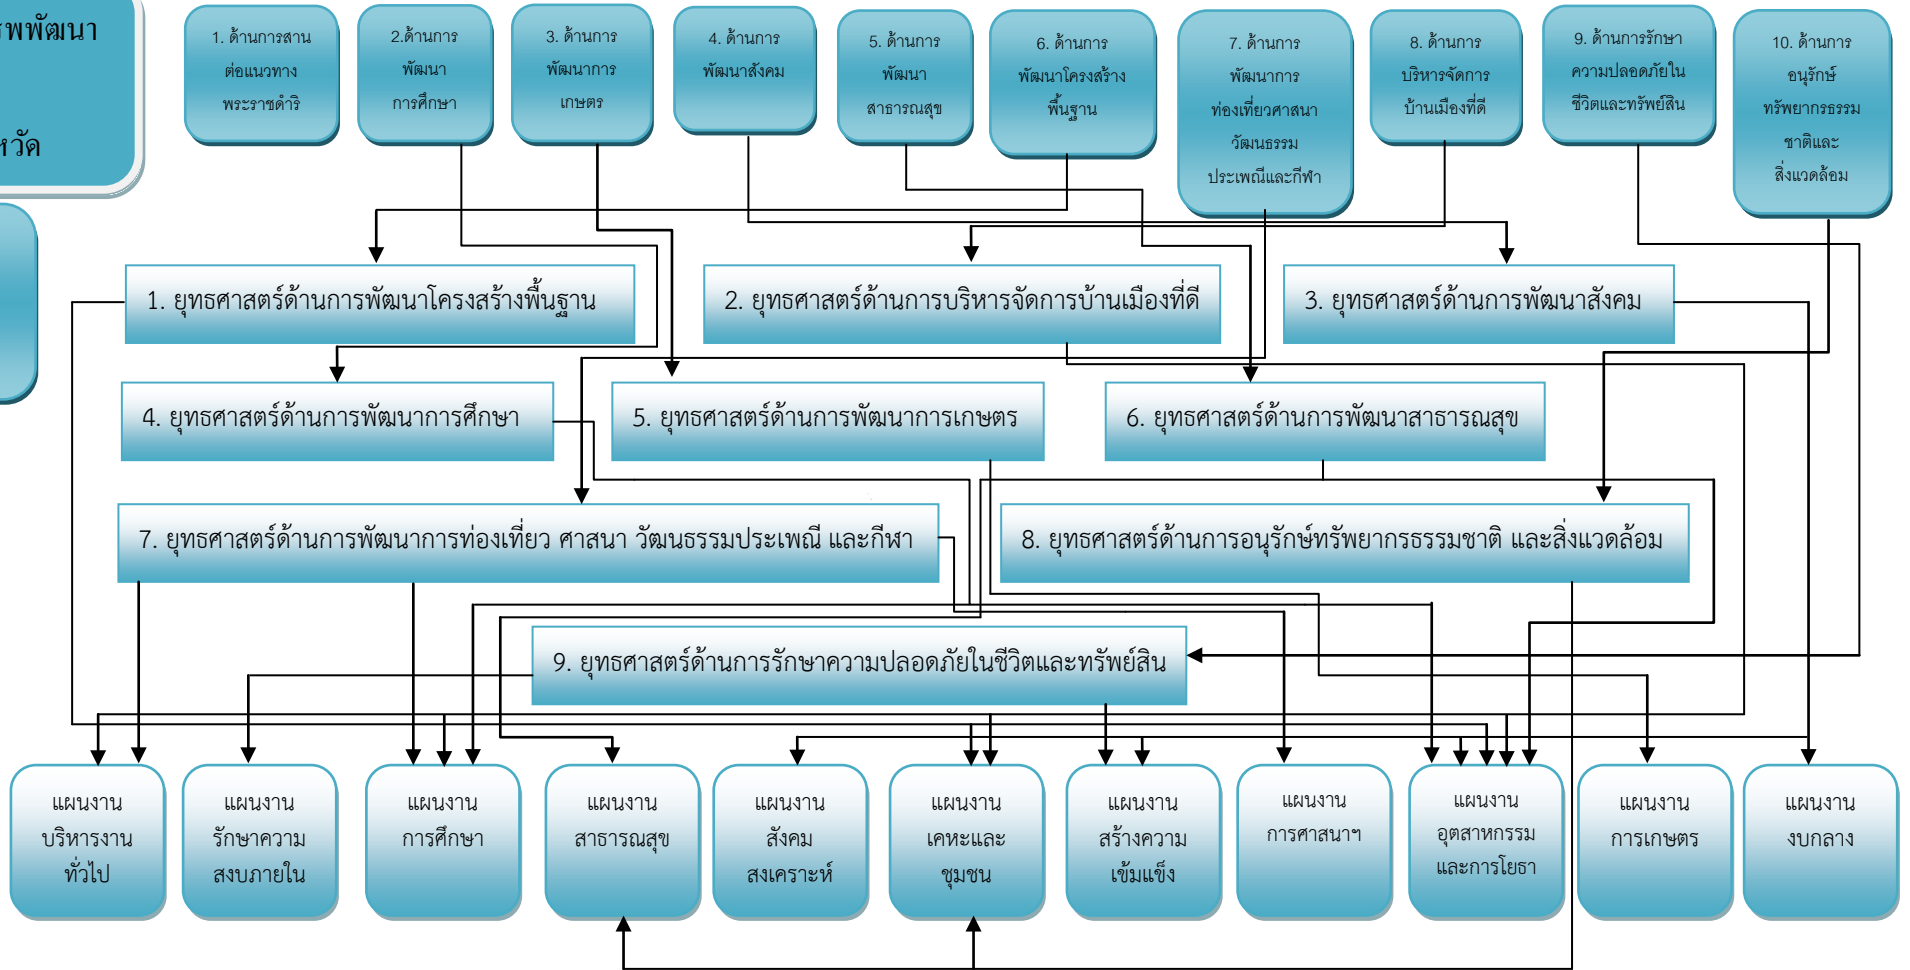 รพพัฒนา
หวัด
1. ด้านการสาน
ต่อแนวทาง
พระราชดำริ
2.ด้านการ
พัฒนา
การศึกษา
3. ด้านการ
พัฒนาการ
เกษตร
4. ด้านการ
พัฒนาสังคม
5. ด้านการ
พัฒนา
สาธารณสุข
6. ด้านการ
พัฒนาโครงสร้าง
พื้นฐาน
7. ด้านการ
พัฒนาการ
ท่องเที่ยวศาสนา
วัฒนธรรม
ประเพณีและกีฬา
8. ด้านการ
บริหารจัดการ
บ้านเมืองที่ดี
9. ด้านการรักษา
ความปลอดภัยใน
ชีวิตและทรัพย์สิน
10. ด้านการ
อนุรักษ์
ทรัพยากรธรรม
ชาติและ
สิ่งแวดล้อม
1. ยุทธศาสตร์ด้านการพัฒนาโครงสร้างพื้นฐาน
2. ยุทธศาสตร์ด้านการบริหารจัดการบ้านเมืองที่ดี
3. ยุทธศาสตร์ด้านการพัฒนาสังคม
4. ยุทธศาสตร์ด้านการพัฒนาการศึกษา
5. ยุทธศาสตร์ด้านการพัฒนาการเกษตร
6. ยุทธศาสตร์ด้านการพัฒนาสาธารณสุข
7. ยุทธศาสตร์ด้านการพัฒนาการท่องเที่ยว ศาสนา วัฒนธรรมประเพณี และกีฬา
8. ยุทธศาสตร์ด้านการอนุรักษ์ทรัพยากรธรรมชาติ และสิ่งแวดล้อม
9. ยุทธศาสตร์ด้านการรักษาความปลอดภัยในชีวิตและทรัพย์สิน
แผนงาน
บริหารงาน
ทั่วไป
แผนงาน
รักษาความ
สงบภายใน
แผนงาน
การศึกษา
แผนงาน
สาธารณสุข
แผนงาน
สังคม
สงเคราะห์
แผนงาน
เคหะและ
ชุมชน
แผนงาน
สร้างความ
เข้มแข็ง
แผนงาน
การศาสนาฯ
แผนงาน
อุตสาหกรรม
และการโยธา
แผนงาน
การเกษตร
แผนงาน
งบกลาง